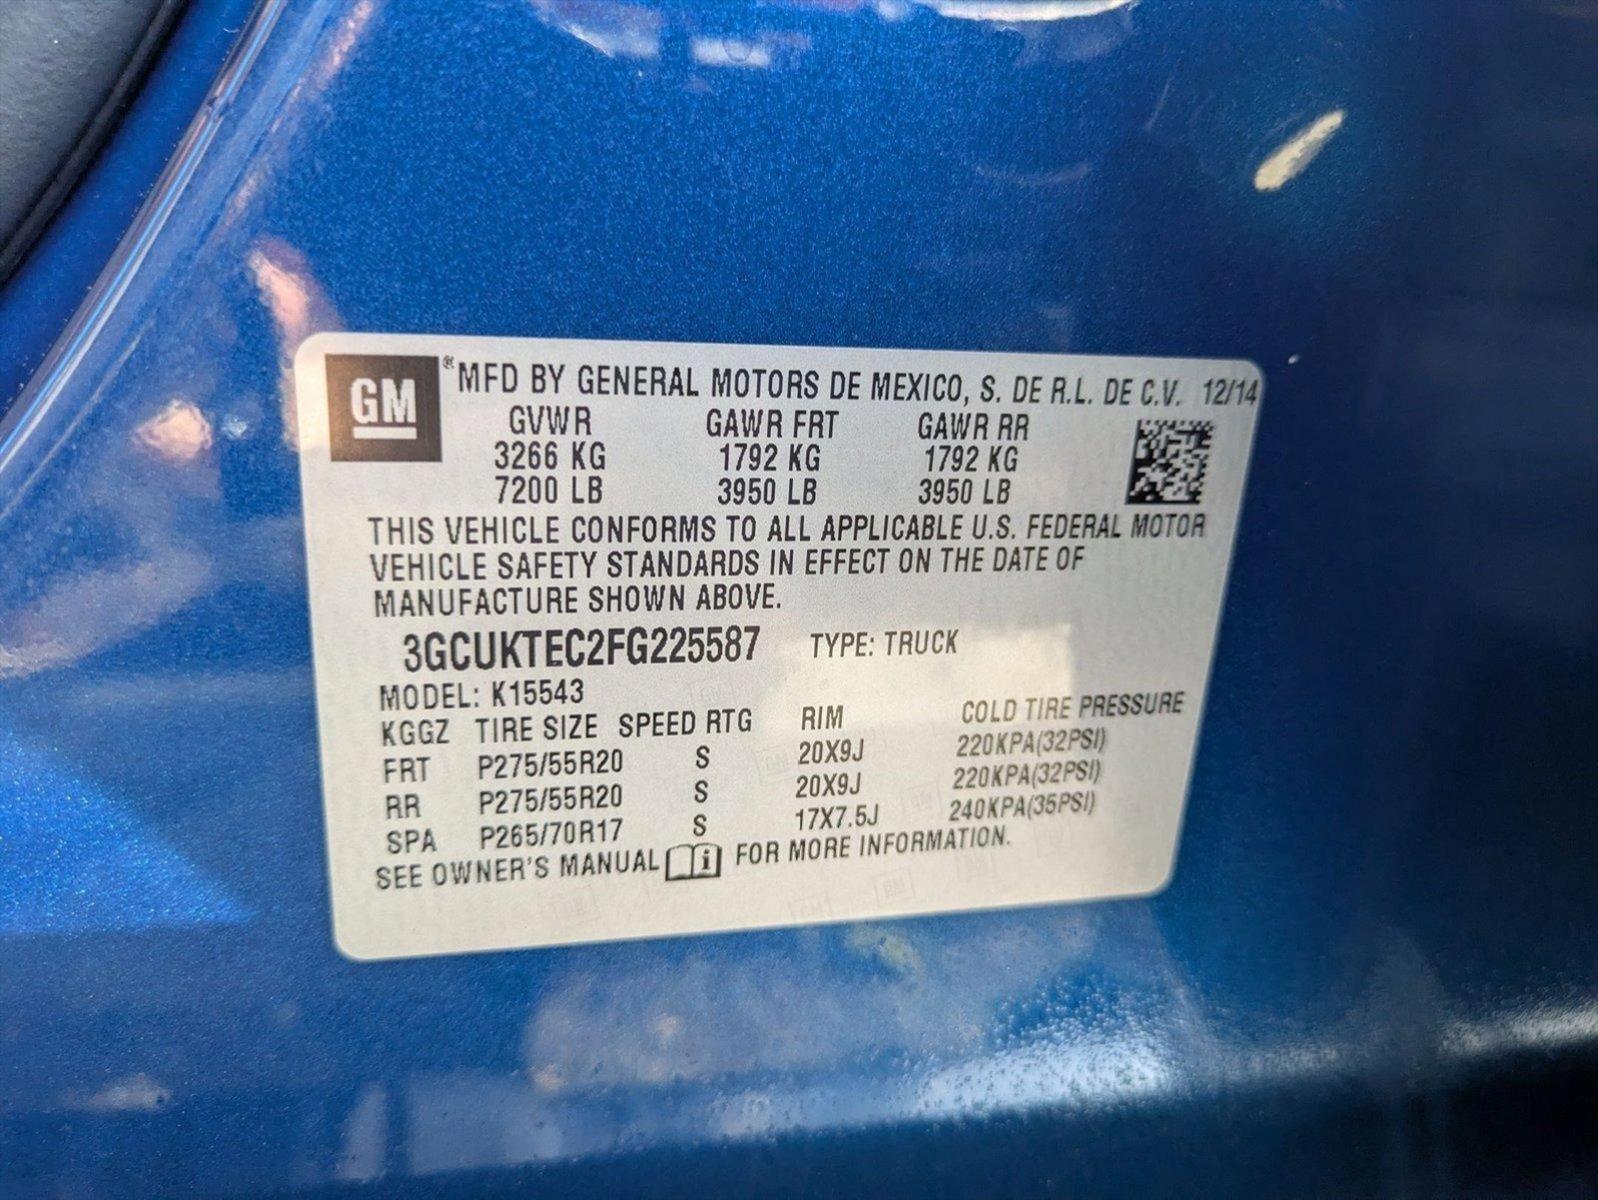 GM ® MFD BY GENERAL MOTORS DE MEXICO, S. DE R.L. DE C.V. 12/14
GVWR GAWR FRT GAWR RR
3266 KG 1792 KG 1792 KG
7200 LB 3950 LB 3950 LB
THIS VEHICLE CONFORMS TO ALL APPLICABLE U.S. FEDERAL MOTOR
VEHICLE SAFETY STANDARDS IN EFFECT ON THE DATE OF
MANUFACTURE SHOWN ABOVE.
3GCUKTEC2FG225587 TYPE: TRUCK
MODEL: K15543
KGGZ TIRE SIZE SPEED RTG RIM COLD TIRE PRESSURE
FRT P275/55R20 S 20X9J 220KPA(32PSI)
RR P275/55R20 S 20X9J 220KPA(32PSI)
SPA P265/70R17 S 17X7.5J 240KPA(35PSI)
SEE OWNER'S MANUAL i FOR MORE INFORMATION.